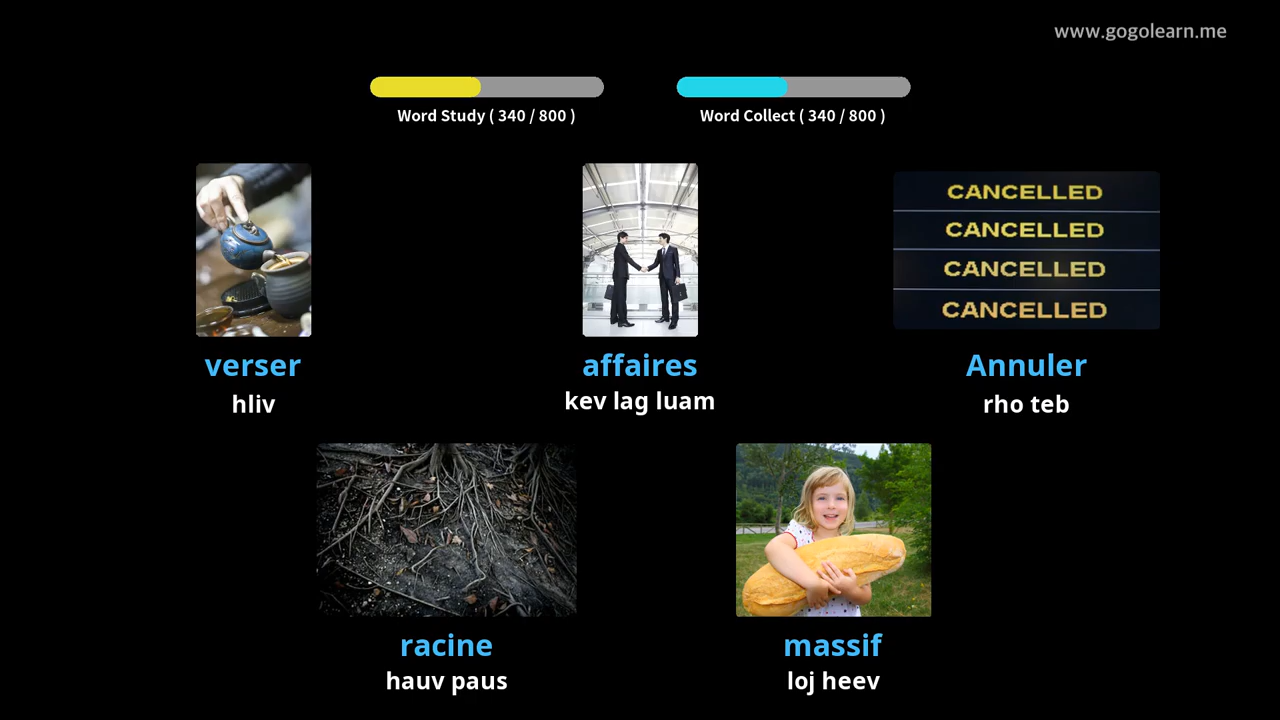 www.gogolearn.me
Word Study ( 340 / 800 )
Word Collect ( 340 / 800 )
CANCELLED
CANCELLED
CANCELLED
CANCELLED
verser
hliv
affaires
kev lag luam
Annuler
rho teb
racine
hauv paus
massif
loj heev